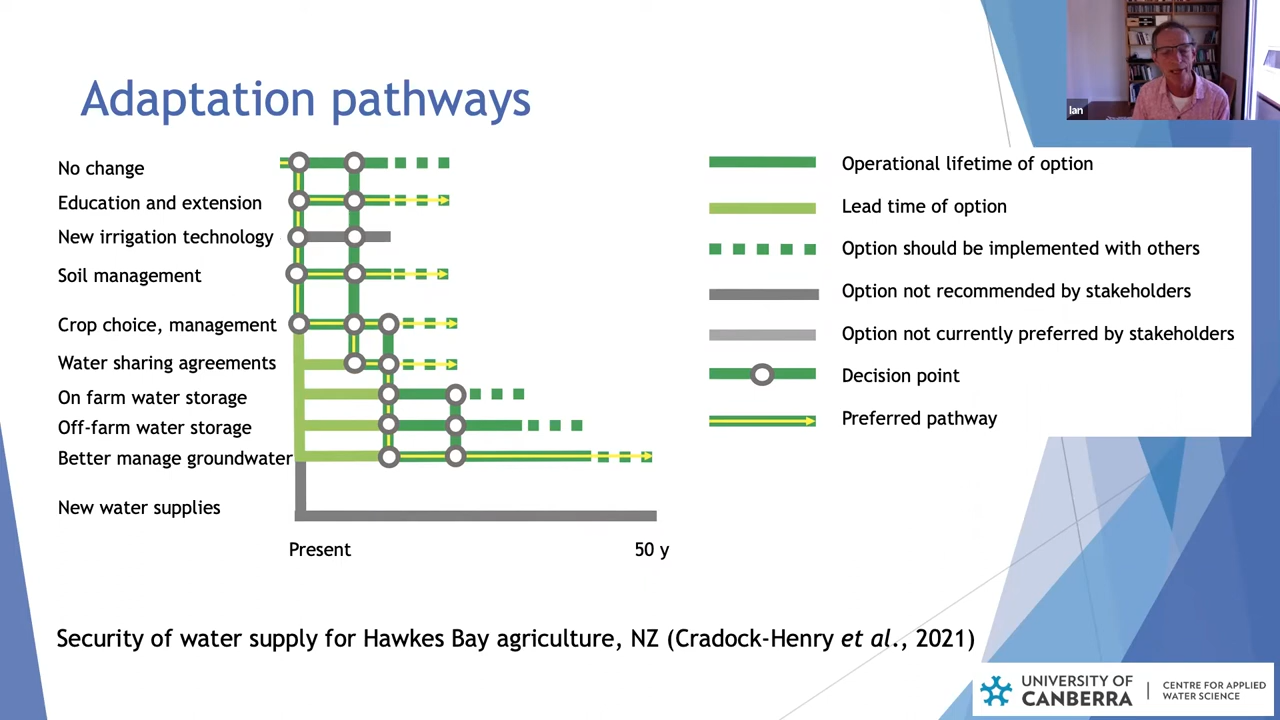 Adaptation pathways
No change
Education and extension
New irrigation technology
Soil management
Crop choice, management
Water sharing agreements
On farm water storage
Off-farm water storage
Better manage groundwater
New water supplies
Present
50 y
Operational lifetime of option
Lead time of option
Option should be implemented with others
Option not recommended by stakeholders
Option not currently preferred by stakeholders
Decision point
Preferred pathway
Ian
Security of water supply for Hawkes Bay agriculture, NZ (Cradock-Henry et al., 2021)
UNIVERSITY OF
CANBERRA
CENTRE FOR APPLIED
WATER SCIENCE